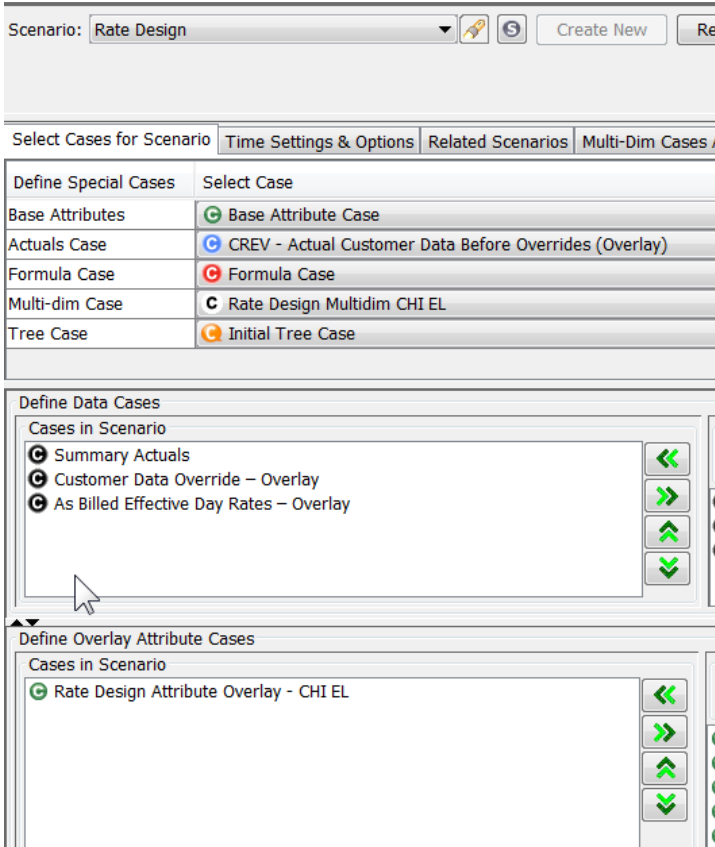 Scenario: Rate Design S Create New Re
Select Cases for Scenario Time Settings & Options Related Scenarios Multi-Dim Cases
Define Special Cases Select Case
Base Attributes C Base Attribute Case
Actuals Case C CREV - Actual Customer Data Before Overrides (Overlay)
Formula Case C Formula Case
Multi-dim Case C Rate Design Multidim CHI EL
Tree Case C Initial Tree Case
Define Data Cases
Cases in Scenario
C Summary Actuals
C Customer Data Override – Overlay
C As Billed Effective Day Rates – Overlay
Define Overlay Attribute Cases
Cases in Scenario
C Rate Design Attribute Overlay - CHI EL